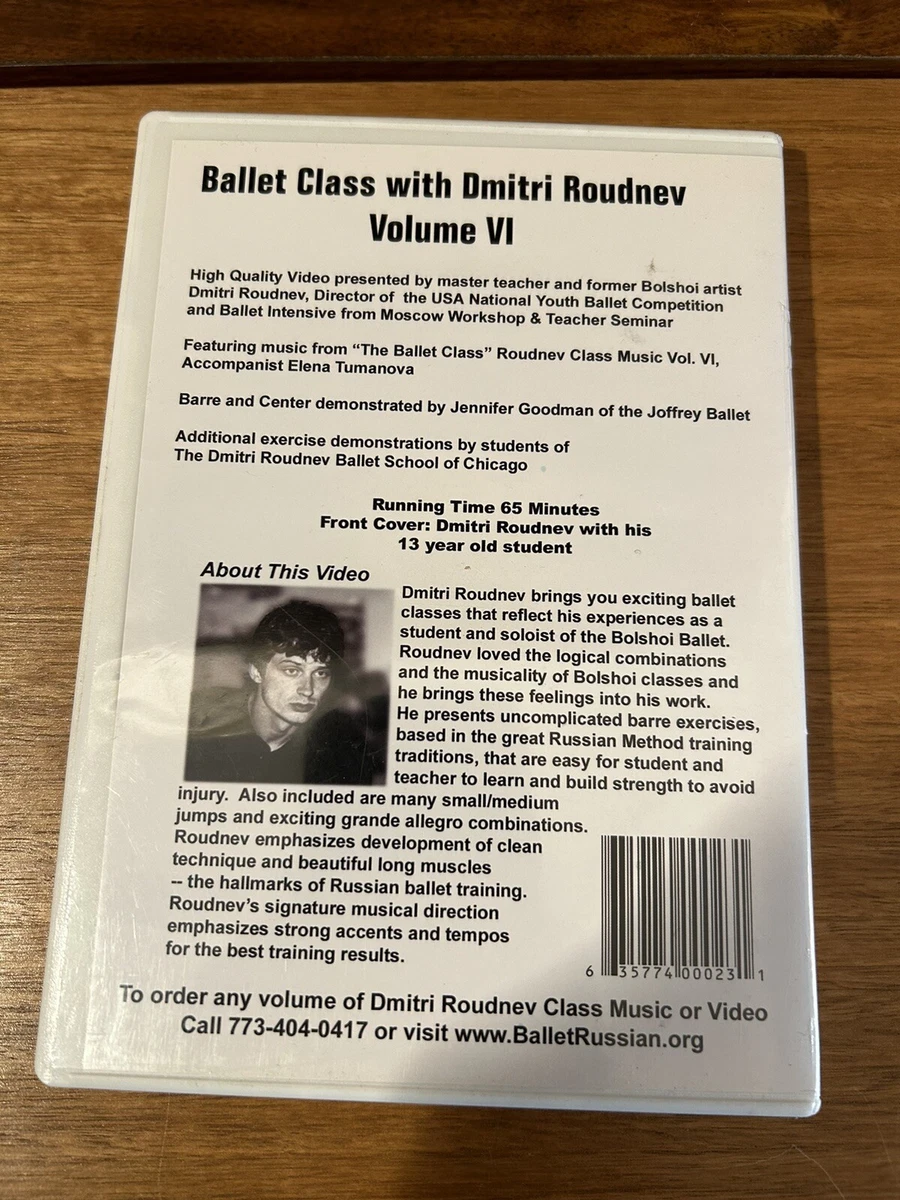 Ballet Class with Dmitri Roudnev
Volume VI
High Quality Video presented by master teacher and former Bolshoi artist
Dmitri Roudnev, Director of the USA National Youth Ballet Competition
and Ballet Intensive from Moscow Workshop & Teacher Seminar
Featuring music from “The Ballet Class” Roudnev Class Music Vol. VI,
Accompanist Elena Tumanova
Barre and Center demonstrated by Jennifer Goodman of the Joffrey Ballet
Additional exercise demonstrations by students of
The Dmitri Roudnev Ballet School of Chicago
Running Time 65 Minutes
Front Cover: Dmitri Roudnev with his
13 year old student
About This Video
Dmitri Roudnev brings you exciting ballet
classes that reflect his experiences as a
student and soloist of the Bolshoi Ballet.
Roudnev loved the logical combinations
and the musicality of Bolshoi classes and
he brings these feelings into his work.
He presents uncomplicated barre exercises,
based in the great Russian Method training
traditions, that are easy for student and
teacher to learn and build strength to avoid
injury. Also included are many small/medium
jumps and exciting grande allegro combinations.
Roudnev emphasizes development of clean
technique and beautiful long muscles
-- the hallmarks of Russian ballet training.
Roudnev’s signature musical direction
emphasizes strong accents and tempos
for the best training results.
6 35774 00023 1
To order any volume of Dmitri Roudnev Class Music or Video
Call 773-404-0417 or visit www.BalletRussian.org